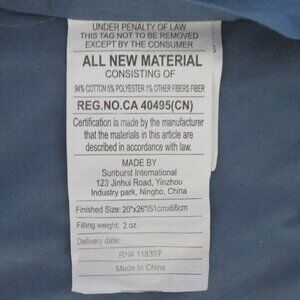 UNDER PENALTY OF LAW
THIS TAG NOT TO BE REMOVED
EXCEPT BY THE CONSUMER
ALL NEW MATERIAL
CONSISTING OF
94% COTTON 5% POLYESTER 1% OTHER FIBERS FIBER
REG.NO.CA 40495(CN)
Certification is made by the manufacturer
that the materials in this article are
described in accordance with law.
MADE BY
Sunburst International
123 Jinhui Road, Yinzhou
Industry park, Ningbo, China
Finished Size: 20"x26"/51cmx66cm
Filling weight: 2 oz.
Delivery date:
RN# 118307
Made In China